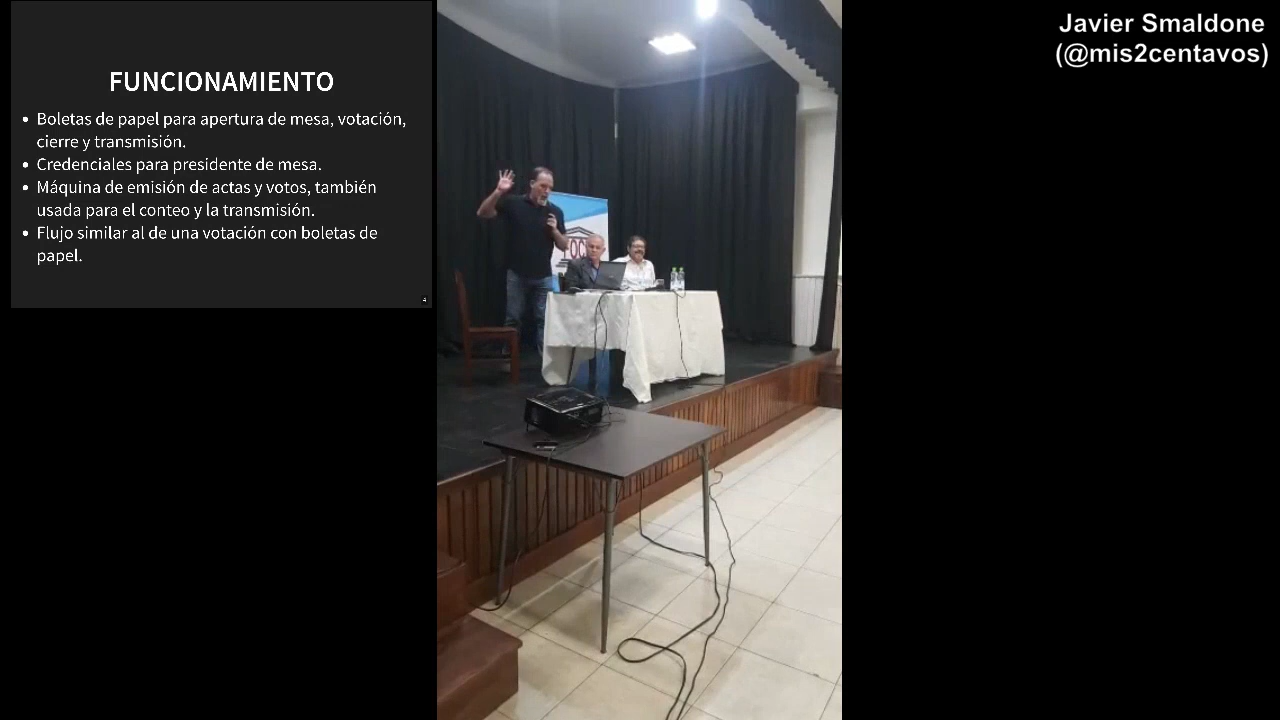 FUNCIONAMIENTO
• Boletas de papel para apertura de mesa, votación,
cierre y transmisión.
• Credenciales para presidente de mesa.
• Máquina de emisión de actas y votos, también
usada para el conteo y la transmisión.
• Flujo similar al de una votación con boletas de
papel.
4
Javier Smaldone
(@mis2centavos)